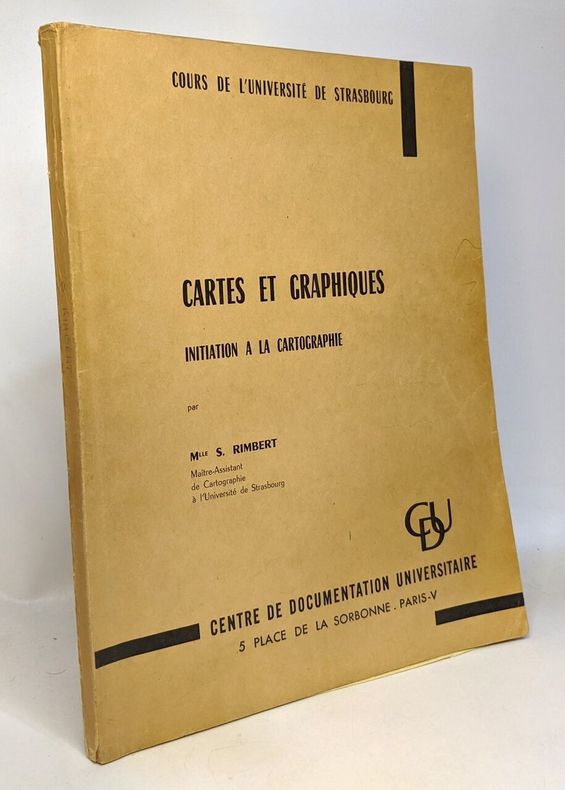 COURS DE L'UNIVERSITÉ DE STRASBOURG
CARTES ET GRAPHIQUES
INITIATION A LA CARTOGRAPHIE
par
MLLE S. RIMBERT
Maître-Assistant
de Cartographie
à l'Université de Strasbourg
CDU
CENTRE DE DOCUMENTATION UNIVERSITAIRE
5 PLACE DE LA SORBONNE . PARIS-V